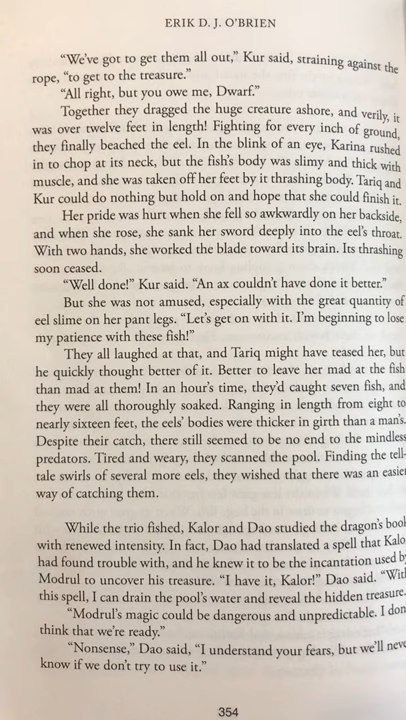 ERIK D. J. O'BRIEN
“We've got to get them all out,” Kur said, straining against the
rope, “to get to the treasure.”
“All right, but you owe me, Dwarf.”
Together they dragged the huge creature ashore, and verily, it
was over twelve feet in length! Fighting for every inch of ground,
they finally beached the eel. In the blink of an eye, Karina rushed
in to chop at its neck, but the fish's body was slimy and thick with
muscle, and she was taken off her feet by it thrashing body. Tariq and
Kur could do nothing but hold on and hope that she could finish it.
Her pride was hurt when she fell so awkwardly on her backside,
and when she rose, she sank her sword deeply into the eel's throat.
With two hands, she worked the blade toward its brain. Its thrashing
soon ceased.
“Well done!” Kur said. “An ax couldn't have done it better.”
But she was not amused, especially with the great quantity of
eel slime on her pant legs. “Let's get on with it. I'm beginning to lose
my patience with these fish!”
They all laughed at that, and Tariq might have teased her, but
he quickly thought better of it. Better to leave her mad at the fish
than mad at them! In an hour's time, they'd caught seven fish, and
they were all thoroughly soaked. Ranging in length from eight to
nearly sixteen feet, the eels' bodies were thicker in girth than a man's.
Despite their catch, there still seemed to be no end to the mindless
predators. Tired and weary, they scanned the pool. Finding the tell-
tale swirls of several more eels, they wished that there was an easier
way of catching them.
While the trio fished, Kalor and Dao studied the dragon's book
with renewed intensity. In fact, Dao had translated a spell that Kalo
had found trouble with, and he knew it to be the incantation used by
Modrul to uncover his treasure. “I have it, Kalor!” Dao said. “With
this spell, I can drain the pool's water and reveal the hidden treasure.
“Modrul's magic could be dangerous and unpredictable. I don
think that we're ready.”
“Nonsense,” Dao said, “I understand your fears, but we'll neve
know if we don't try to use it.”
354